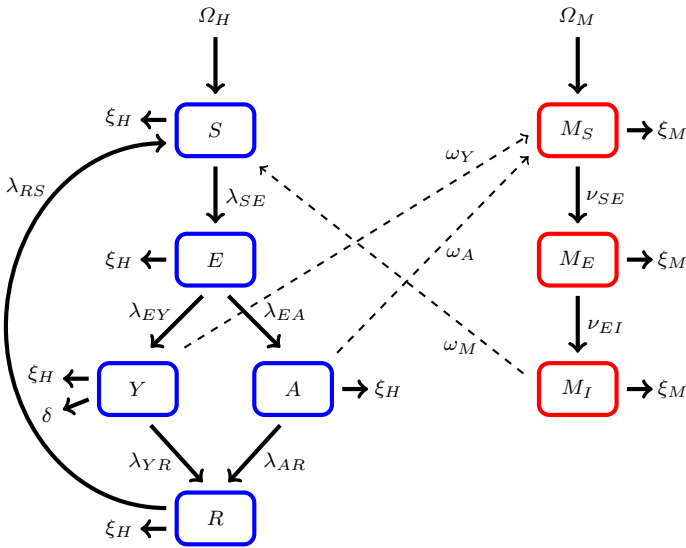 Ω_H Ω_M
ξ_H S M_S ξ_M
ω_Y
λ_RS λ_SE ν_SE
ω_A
ξ_H E M_E ξ_M
λ_EY λ_EA ν_EI
ω_M
ξ_H Y A ξ_H M_I ξ_M
δ
λ_YR λ_AR
R
ξ_H